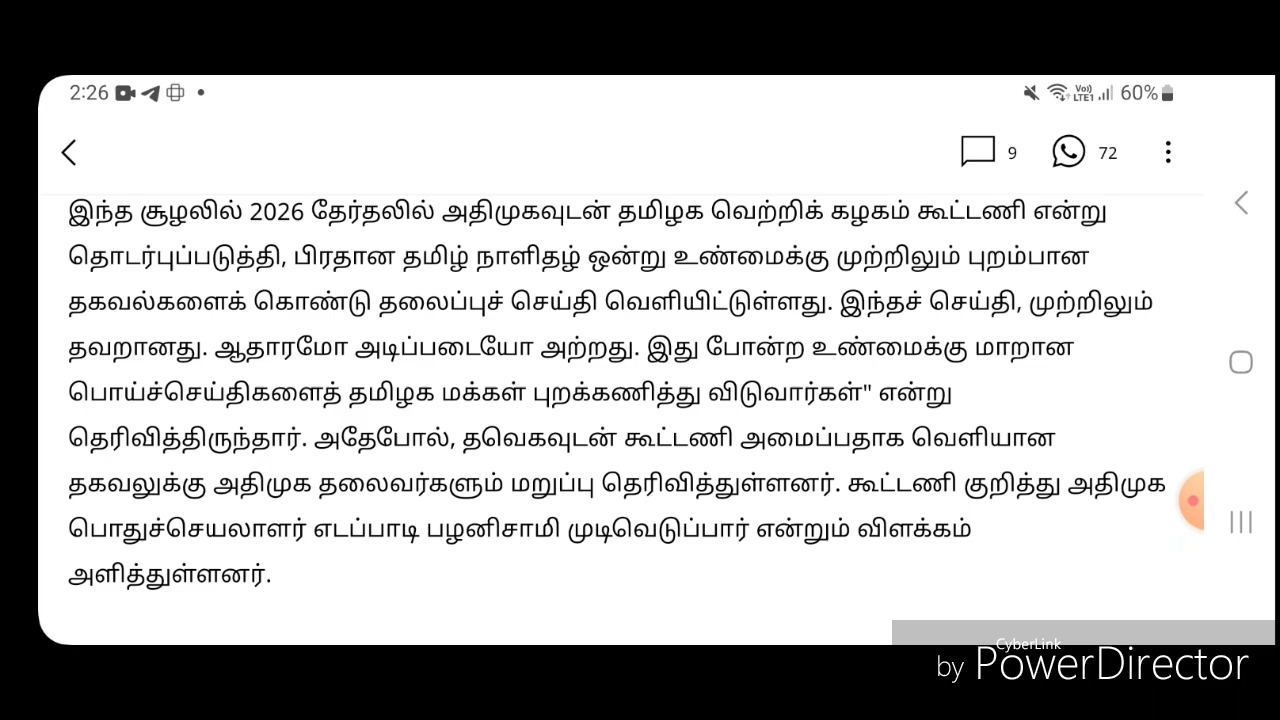 2:26
Vo)
LTE1
60%
9
72
இந்த சூழலில் 2026 தேர்தலில் அதிமுகவுடன் தமிழக வெற்றிக் கழகம் கூட்டணி என்று
தொடர்புப்படுத்தி, பிரதான தமிழ் நாளிதழ் ஒன்று உண்மைக்கு முற்றிலும் புறம்பான
தகவல்களைக் கொண்டு தலைப்புச் செய்தி வெளியிட்டுள்ளது. இந்தச் செய்தி, முற்றிலும்
தவறானது. ஆதாரமோ அடிப்படையோ அற்றது. இது போன்ற உண்மைக்கு மாறான
பொய்ச்செய்திகளைத் தமிழக மக்கள் புறக்கணித்து விடுவார்கள்" என்று
தெரிவித்திருந்தார். அதேபோல், தவெகவுடன் கூட்டணி அமைப்பதாக வெளியான
தகவலுக்கு அதிமுக தலைவர்களும் மறுப்பு தெரிவித்துள்ளனர். கூட்டணி குறித்து அதிமுக
பொதுச்செயலாளர் எடப்பாடி பழனிசாமி முடிவெடுப்பார் என்றும் விளக்கம்
அளித்துள்ளனர்.
CyberLink
by PowerDirector